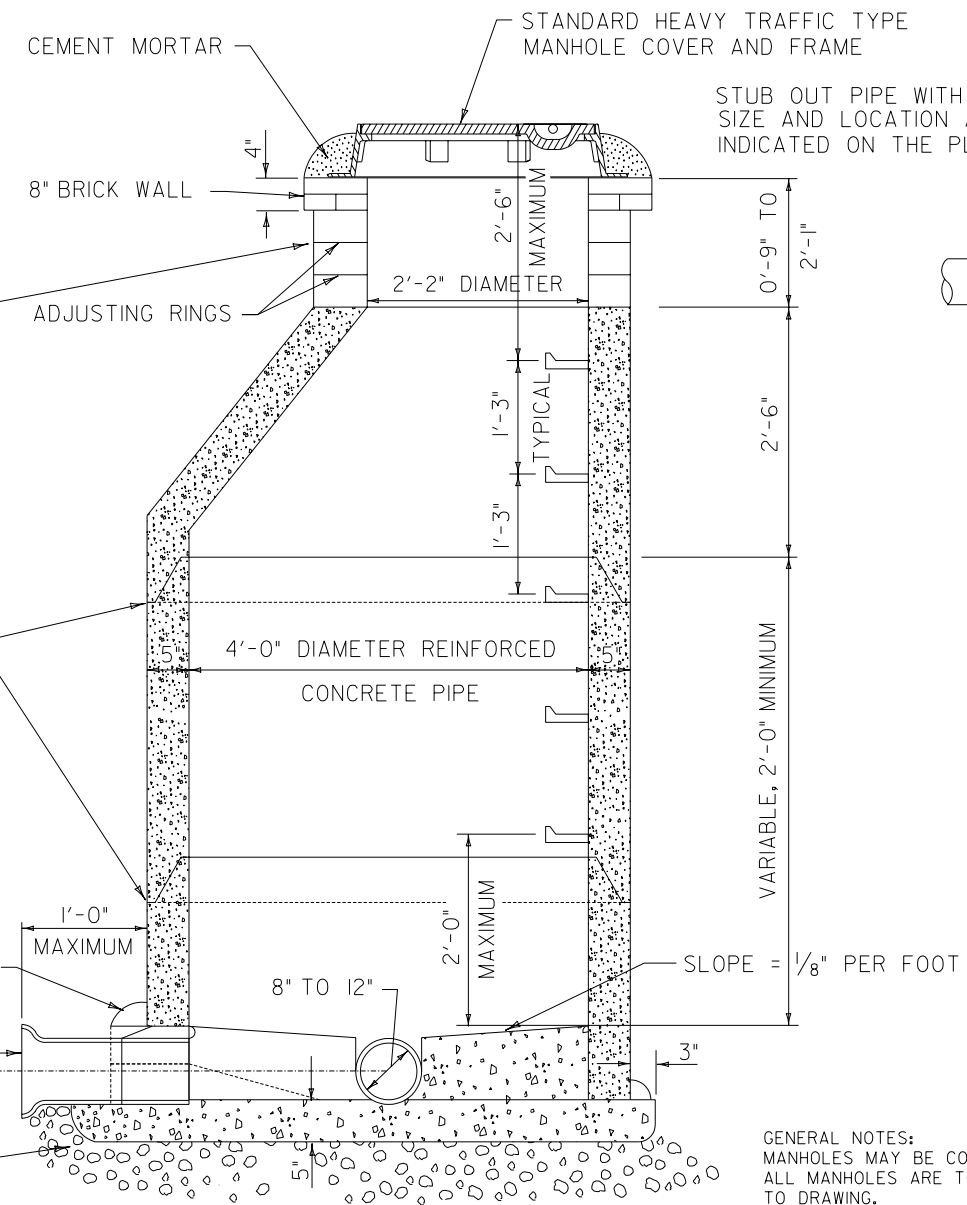 STANDARD HEAVY TRAFFIC TYPE
MANHOLE COVER AND FRAME
CEMENT MORTAR
STUB OUT PIPE WITH
SIZE AND LOCATION
INDICATED ON THE
4"
8" BRICK WALL
2'-6"
MAXIMUM
0'-9" TO
2'-1"
2'-2" DIAMETER
ADJUSTING RINGS
1'-3"
TYPICAL
2'-6"
1'-3"
5"
4'-0" DIAMETER REINFORCED
5"
CONCRETE PIPE
VARIABLE, 2'-0" MINIMUM
1'-0"
MAXIMUM
2'-0"
MAXIMUM
SLOPE = 1/8" PER FOOT
8" TO 12"
3"
5"
GENERAL NOTES:
MANHOLES MAY BE
ALL MANHOLES ARE
TO DRAWING.